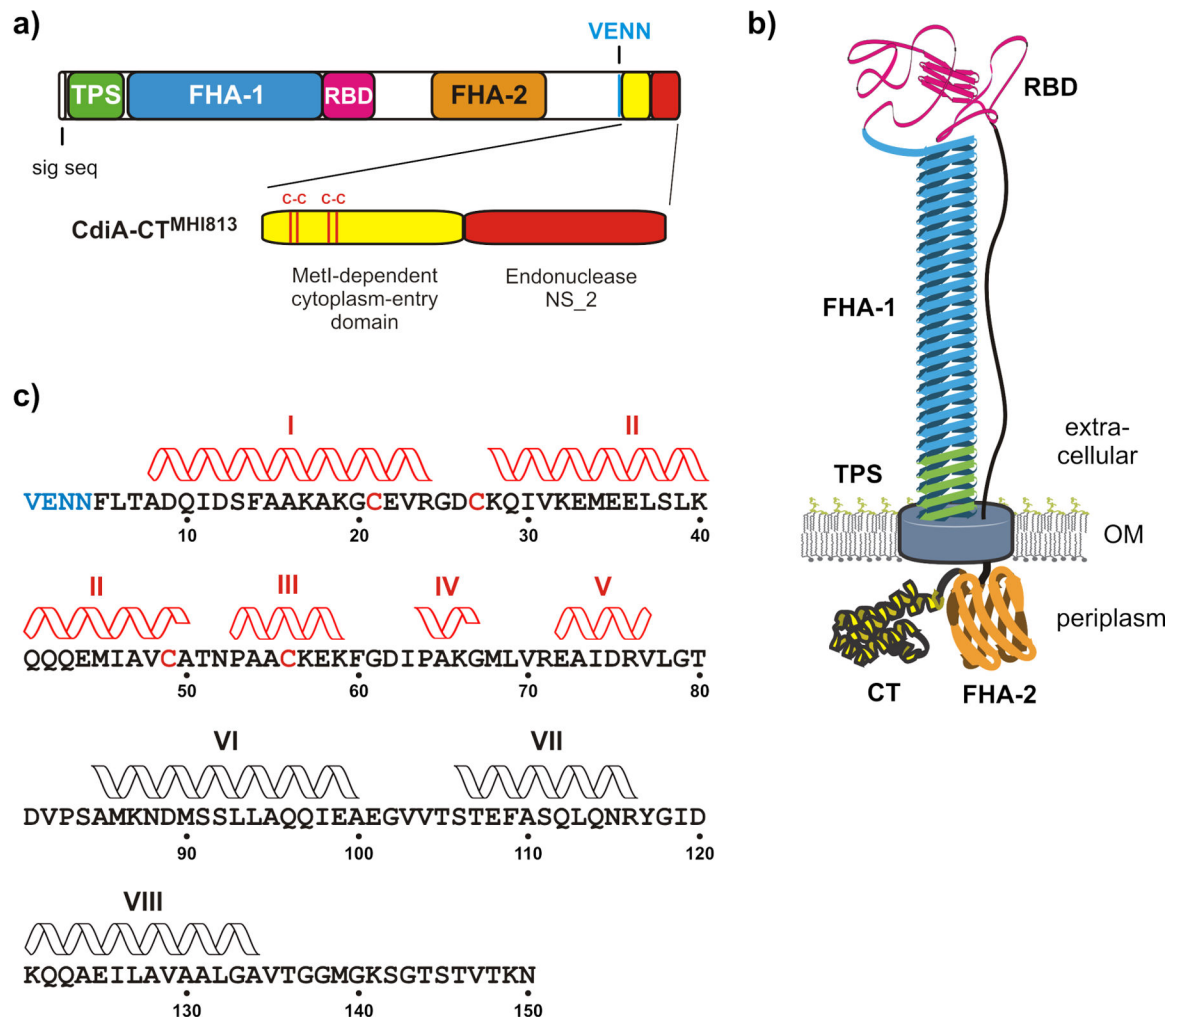 a)
VENN
TPS FHA-1 RBD FHA-2
sig seq
C-C C-C
CdiA-CTMHI813
MetI-dependent
cytoplasm-entry
domain
Endonuclease
NS_2
b)
RBD
FHA-1
extra-
cellular
TPS
OM
periplasm
CT
FHA-2
c)
I II
VENNFLTADQIDSFAAKAKGCEVRGDCKQIVKEMEELSLK
10 20 30 40
II III IV V
QQQEMIAVCATNPAACKEKFGDIPAKGMLVREAIDRVLGT
50 60 70 80
VI VII
DVPSAMKNDMSSLLAQQIEAEGVVTSTEFASQLQNRYGID
90 100 110 120
VIII
KQQAEILAVAALGAVTGGMGKSGTSTVTKN
130 140 150